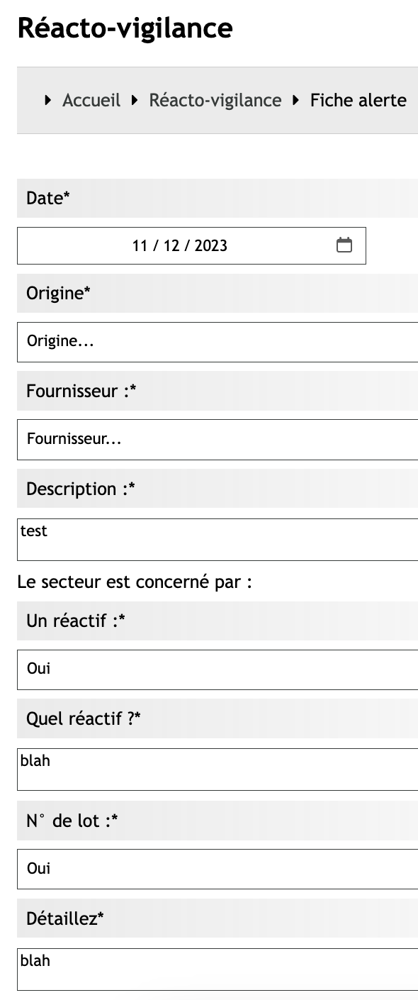 Réacto-vigilance
Accueil Réacto-vigilance Fiche alerte
Date*
11 / 12 / 2023
Origine*
Origine...
Fournisseur :*
Fournisseur...
Description :*
test
Le secteur est concerné par :
Un réactif :*
Oui
Quel réactif ?*
blah
N° de lot :*
Oui
Détaillez*
blah